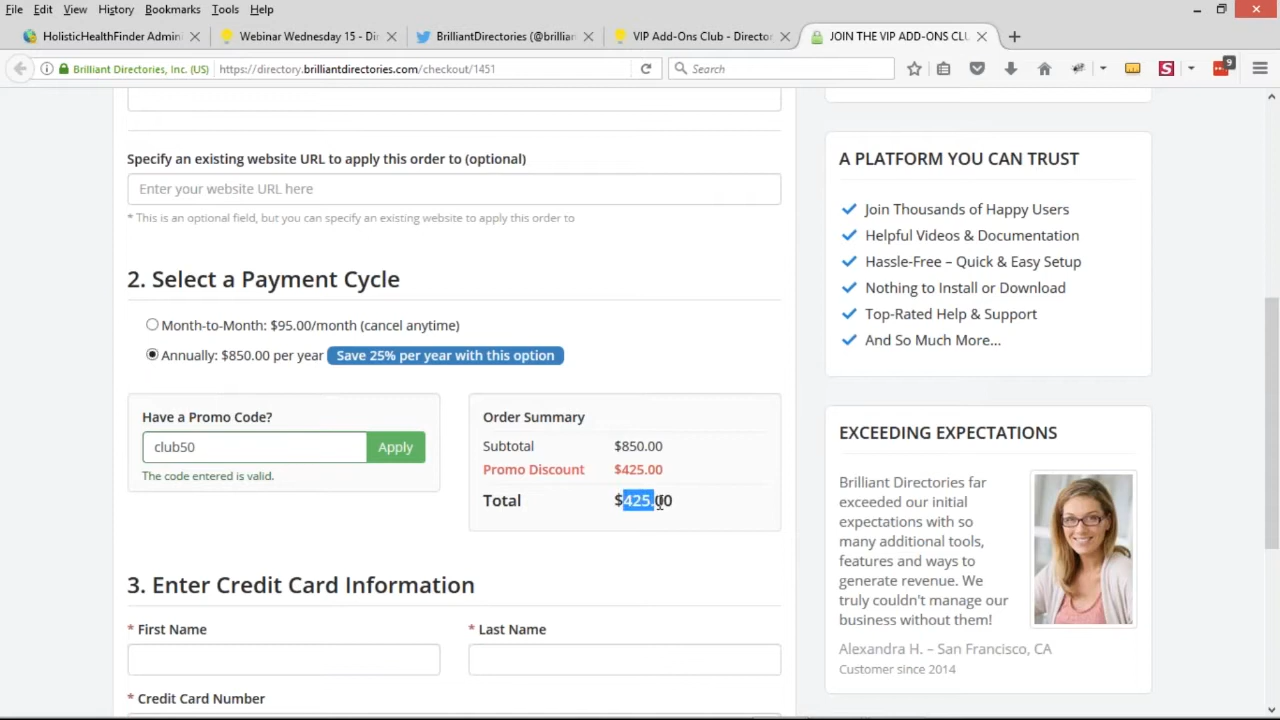 File Edit View History Bookmarks Tools Help
HolisticHealthFinder Admin
Webinar Wednesday 15 - Di
BrilliantDirectories (@brillian
VIP Add-Ons Club - Director
JOIN THE VIP ADD-ONS CLU
Brilliant Directories, Inc. (US)
https://directory.brilliantdirectories.com/checkout/1451
Search
S
9
Specify an existing website URL to apply this order to (optional)
Enter your website URL here
* This is an optional field, but you can specify an existing website to apply this order to
2. Select a Payment Cycle
Month-to-Month: $95.00/month (cancel anytime)
Annually: $850.00 per year Save 25% per year with this option
Have a Promo Code?
club50 Apply
The code entered is valid.
Order Summary
Subtotal $850.00
Promo Discount $425.00
Total $425.00
3. Enter Credit Card Information
* First Name
* Last Name
* Credit Card Number
A PLATFORM YOU CAN TRUST
Join Thousands of Happy Users
Helpful Videos & Documentation
Hassle-Free – Quick & Easy Setup
Nothing to Install or Download
Top-Rated Help & Support
And So Much More...
EXCEEDING EXPECTATIONS
Brilliant Directories far
exceeded our initial
expectations with so
many additional tools,
features and ways to
generate revenue. We
truly couldn't manage our
business without them!
Alexandra H. – San Francisco, CA
Customer since 2014